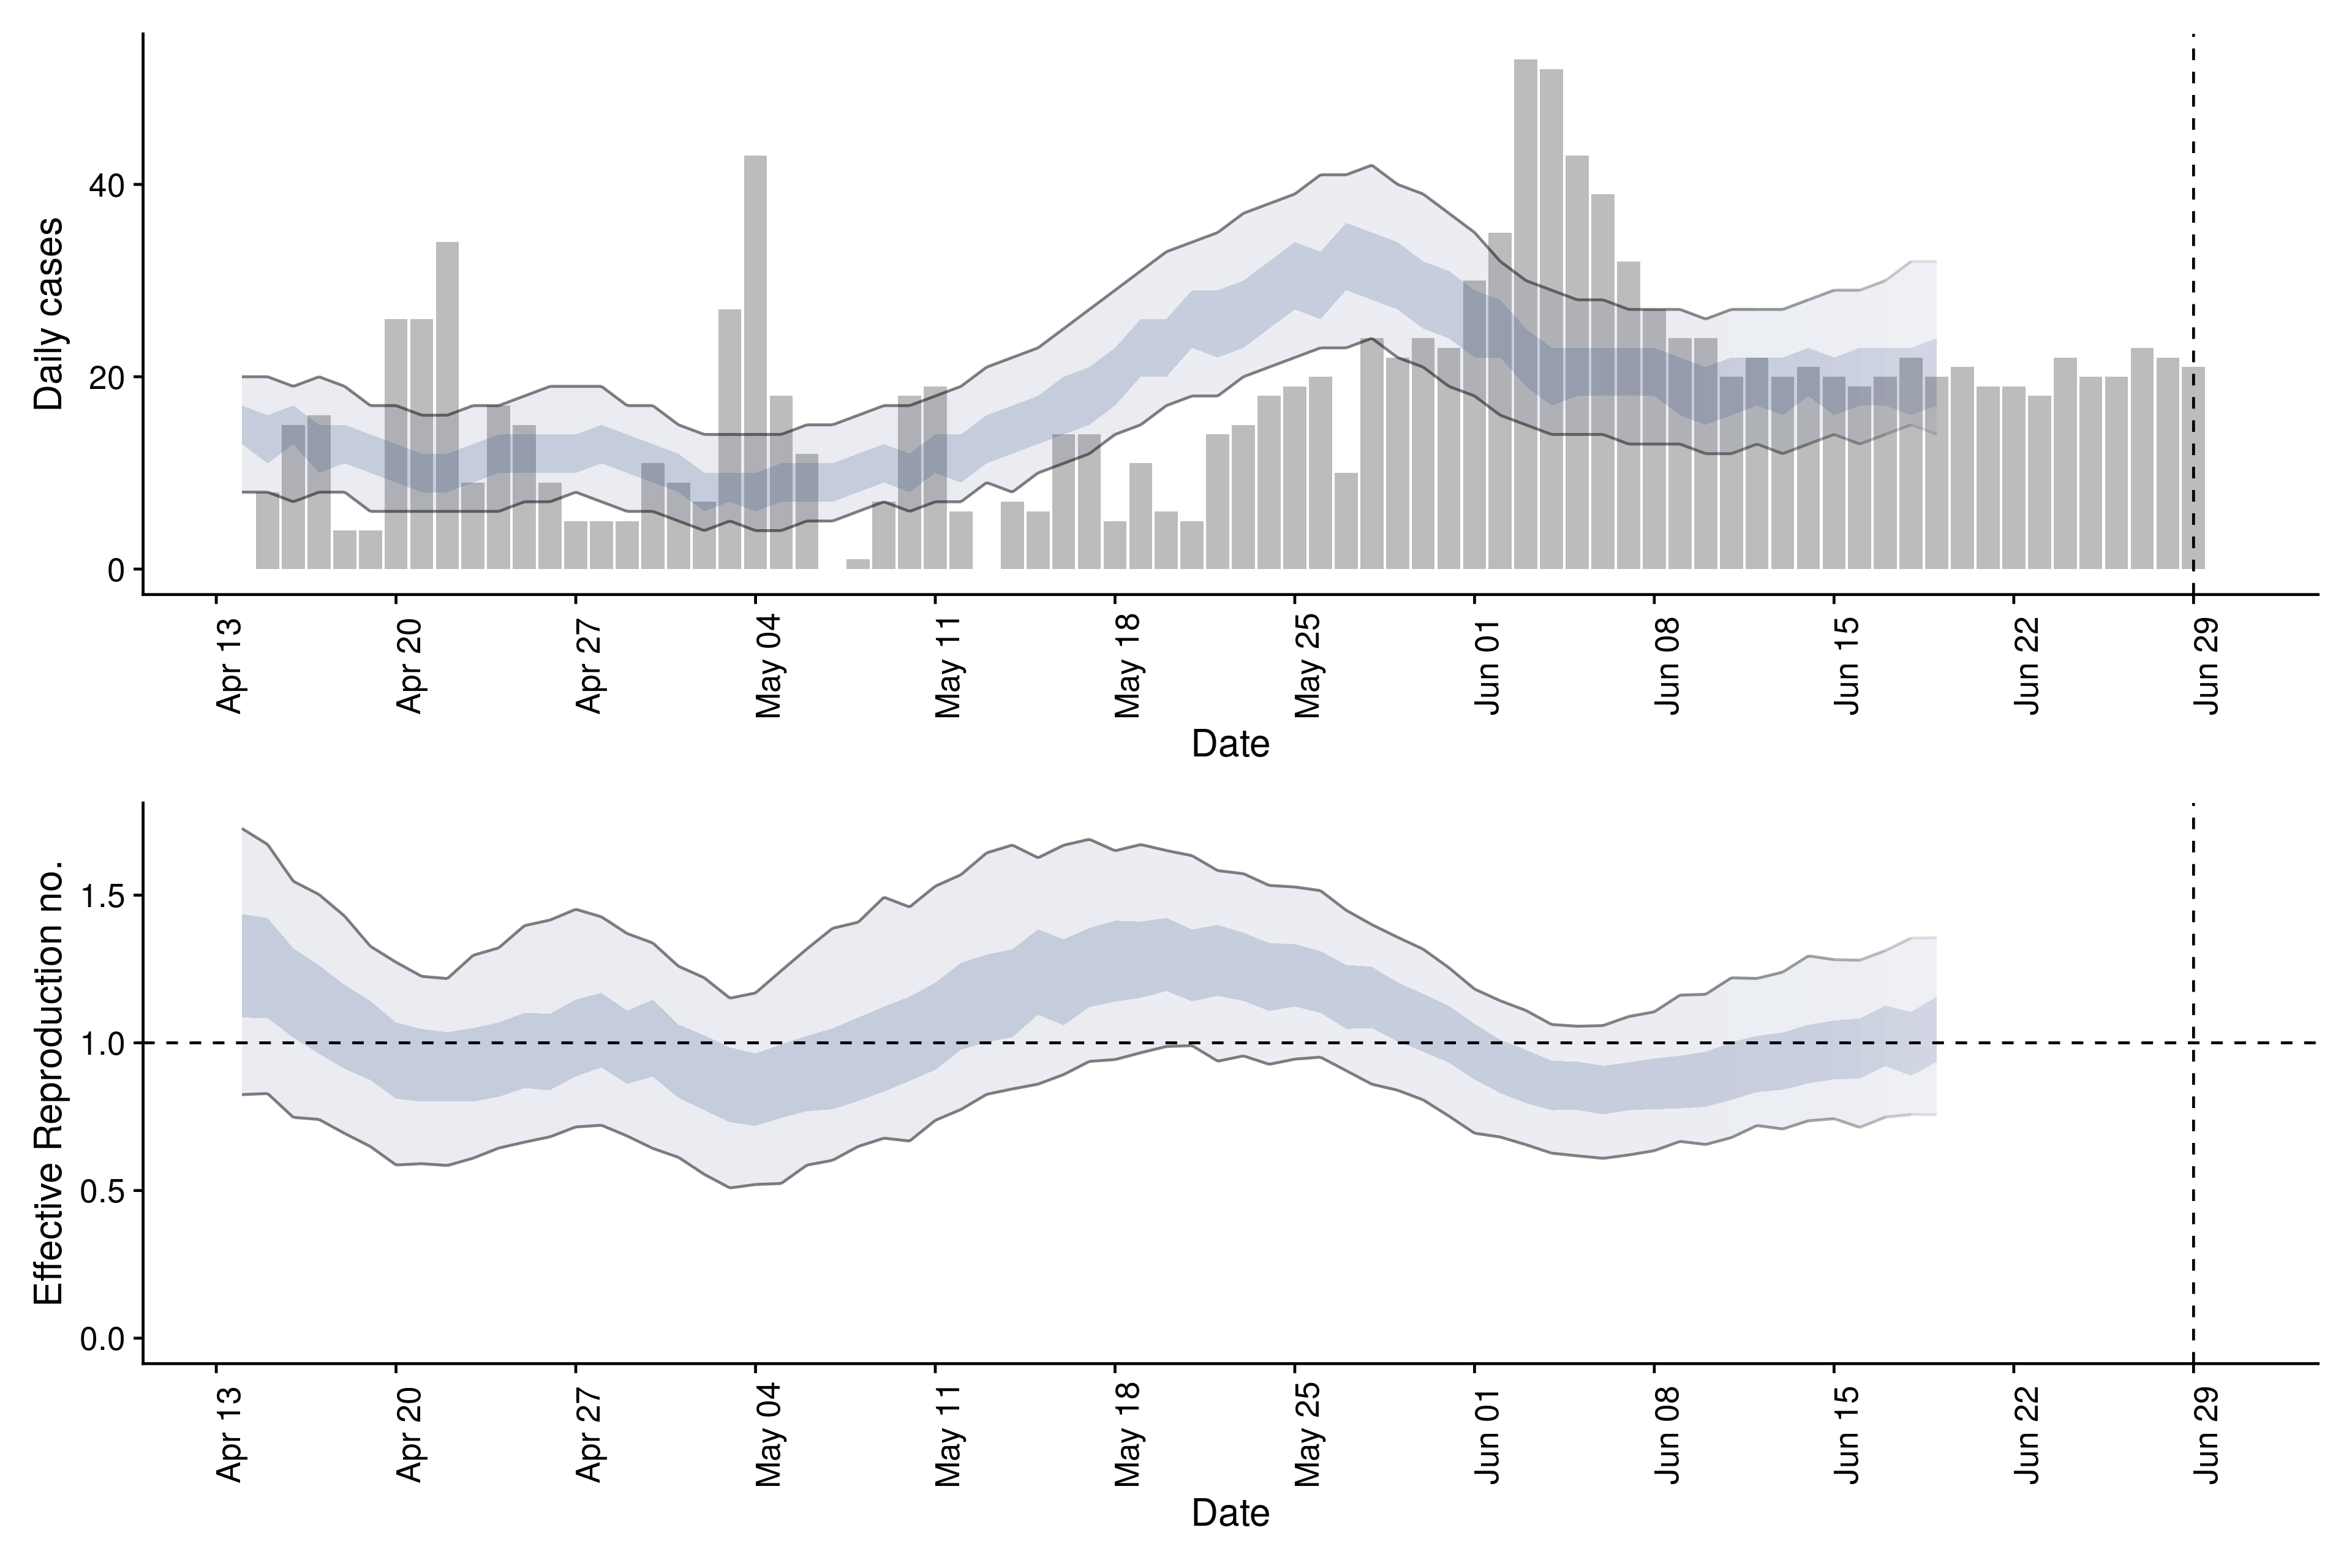 Daily cases
40
20
0
Apr 13
Apr 20
Apr 27
May 04
May 11
May 18
May 25
Jun 01
Jun 08
Jun 15
Jun 22
Jun 29
Date
Effective Reproduction no.
1.5
1.0
0.5
0.0
Apr 13
Apr 20
Apr 27
May 04
May 11
May 18
May 25
Jun 01
Jun 08
Jun 15
Jun 22
Jun 29
Date